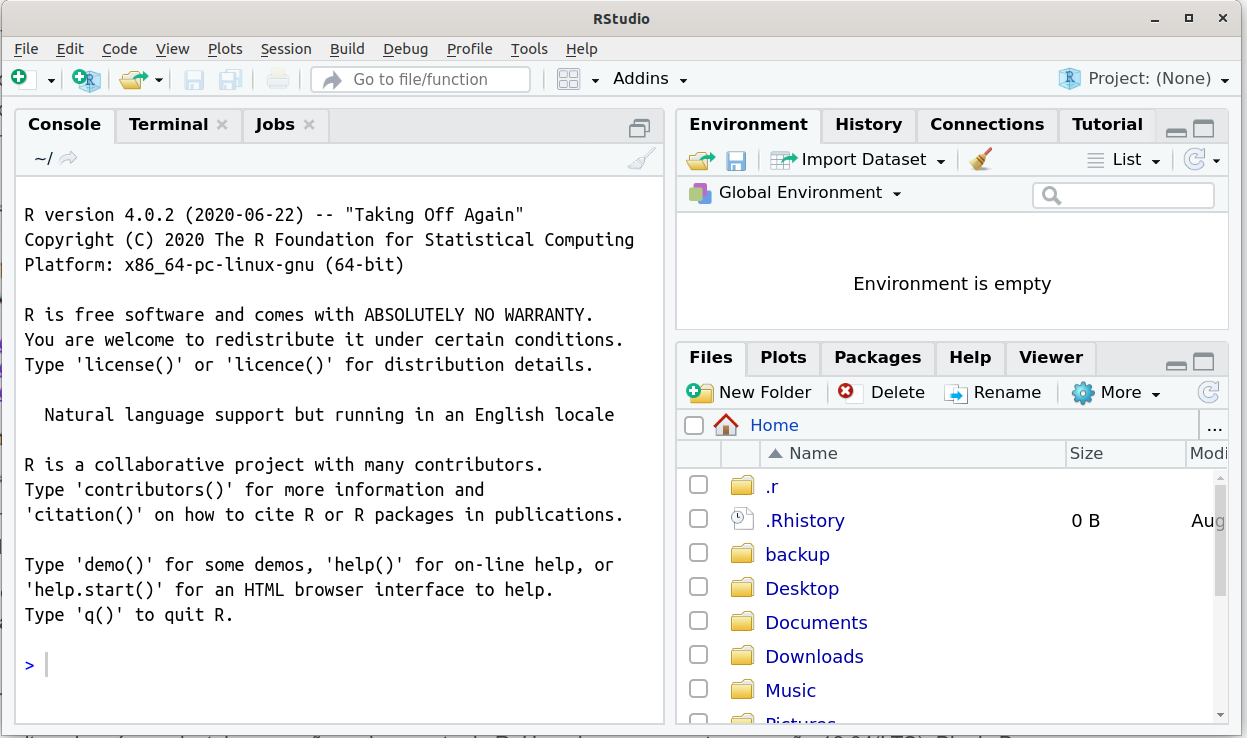 RStudio
File Edit Code View Plots Session Build Debug Profile Tools Help
Go to file/function Addins Project: (None)
Console Terminal Jobs
~/
R version 4.0.2 (2020-06-22) -- "Taking Off Again"
Copyright (C) 2020 The R Foundation for Statistical Computing
Platform: x86_64-pc-linux-gnu (64-bit)
R is free software and comes with ABSOLUTELY NO WARRANTY.
You are welcome to redistribute it under certain conditions.
Type 'license()' or 'licence()' for distribution details.
Natural language support but running in an English locale
R is a collaborative project with many contributors.
Type 'contributors()' for more information and
'citation()' on how to cite R or R packages in publications.
Type 'demo()' for some demos, 'help()' for on-line help, or
'help.start()' for an HTML browser interface to help.
Type 'q()' to quit R.
>
Environment History Connections Tutorial
Import Dataset List
Global Environment
Environment is empty
Files Plots Packages Help Viewer
New Folder Delete Rename More
Home ...
Name Size Modi
.r
.Rhistory 0 B Aug
backup
Desktop
Documents
Downloads
Music
Pictures